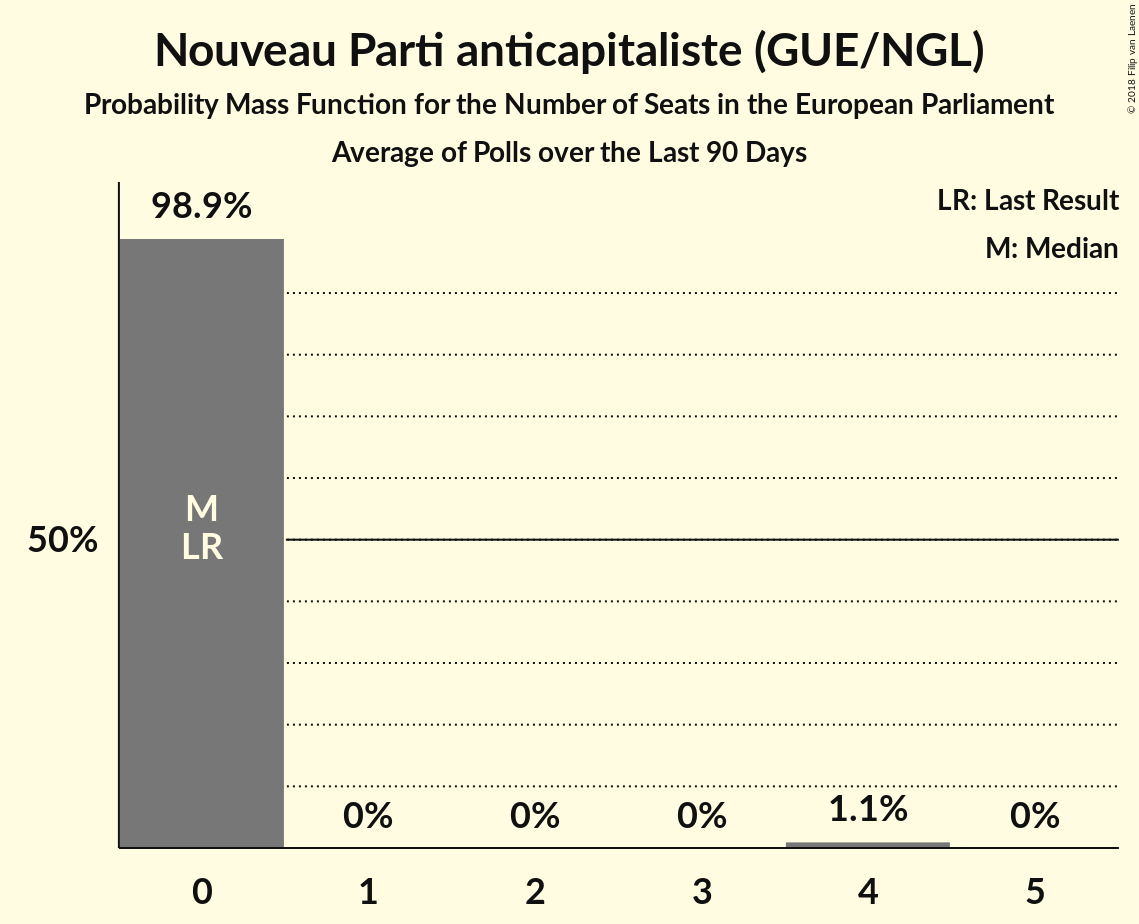 Nouveau Parti anticapitaliste (GUE/NGL)
Probability Mass Function for the Number of Seats in the European Parliament
Average of Polls over the Last 90 Days
© 2018 Filip van Laenen
LR: Last Result
M: Median
98.9%
M
LR
50%
0%
0%
0%
1.1%
0%
0
1
2
3
4
5